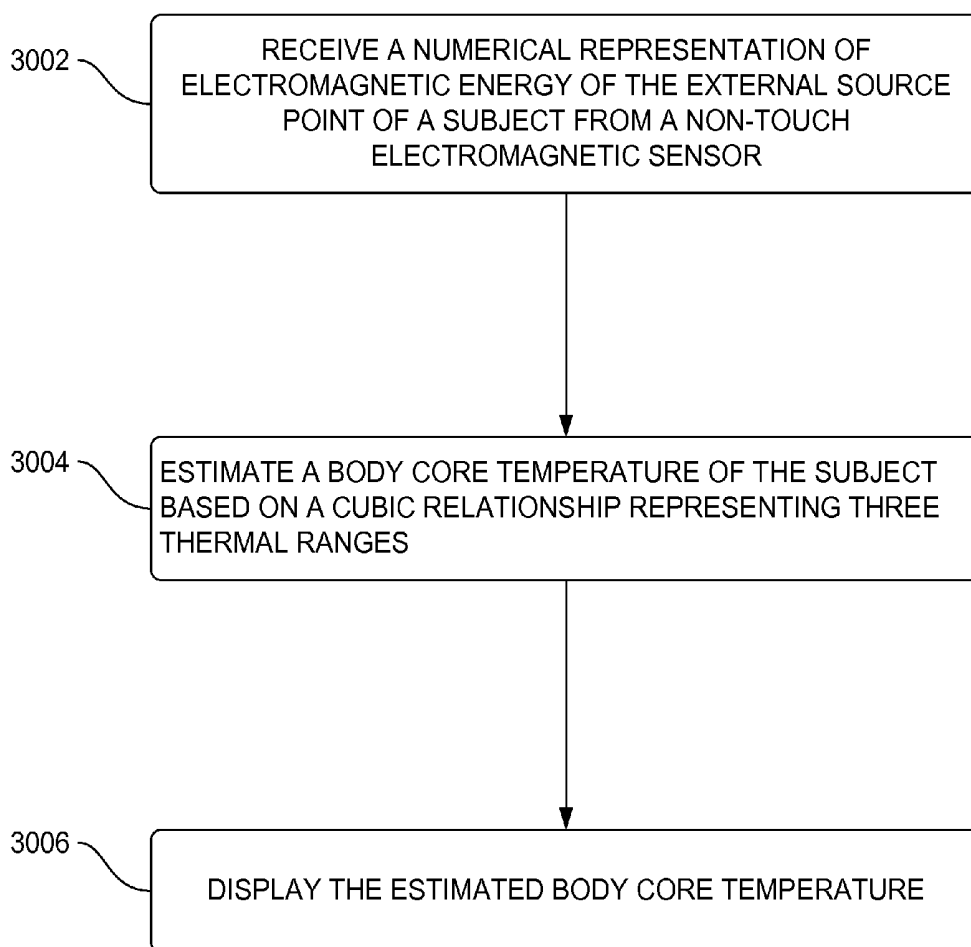 3002
RECEIVE A NUMERICAL REPRESENTATION OF
ELECTROMAGNETIC ENERGY OF THE EXTERNAL SOURCE
POINT OF A SUBJECT FROM A NON-TOUCH
ELECTROMAGNETIC SENSOR
3004
ESTIMATE A BODY CORE TEMPERATURE OF THE SUBJECT
BASED ON A CUBIC RELATIONSHIP REPRESENTING THREE
THERMAL RANGES
3006
DISPLAY THE ESTIMATED BODY CORE TEMPERATURE